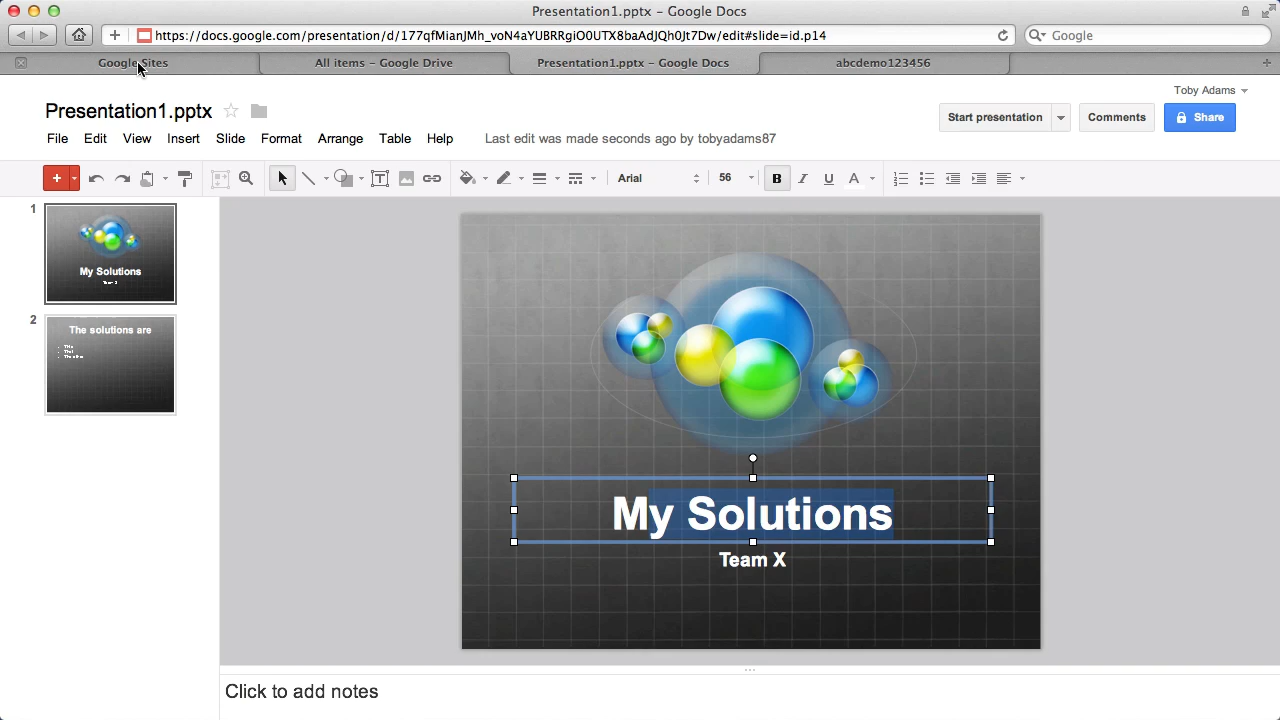 Presentation1.pptx – Google Docs
https://docs.google.com/presentation/d/177qfMianJMh_voN4aYUBRRgiO0UTX8baAdJQh0Jt7Dw/edit#slide=id.p14
Google
Google Sites
All items – Google Drive
Presentation1.pptx – Google Docs
abcdemo123456
Toby Adams
Presentation1.pptx
Start presentation
Comments
Share
File Edit View Insert Slide Format Arrange Table Help
Last edit was made seconds ago by tobyadams87
Arial
56
B
I
U
A
1
My Solutions
Team X
2
The solutions are
My Solutions
Team X
Click to add notes